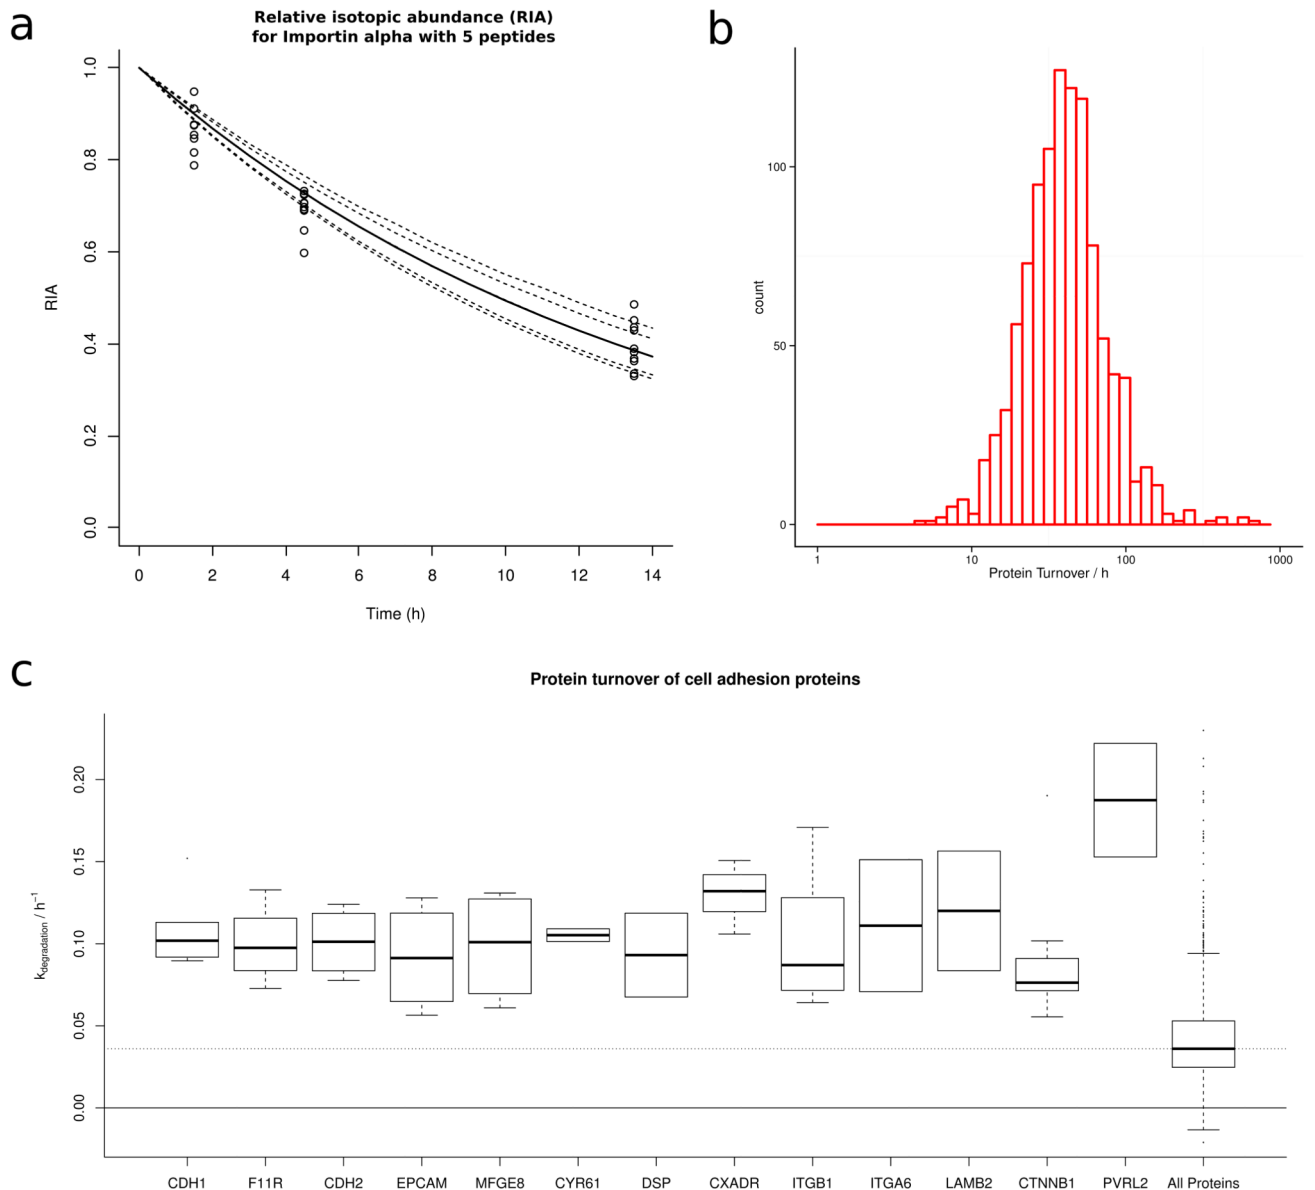 a
Relative isotopic abundance (RIA)
for Importin alpha with 5 peptides
1.0
0.8
0.6
0.4
0.2
0.0
RIA
0 2 4 6 8 10 12 14
Time (h)
b
100
50
0
count
1 10 100 1000
Protein Turnover / h
c
Protein turnover of cell adhesion proteins
0.20
0.15
0.10
0.05
0.00
kdegradation / h⁻¹
CDH1 F11R CDH2 EPCAM MFGE8 CYR61 DSP CXADR ITGB1 ITGA6 LAMB2 CTNNB1 PVRL2 All Proteins